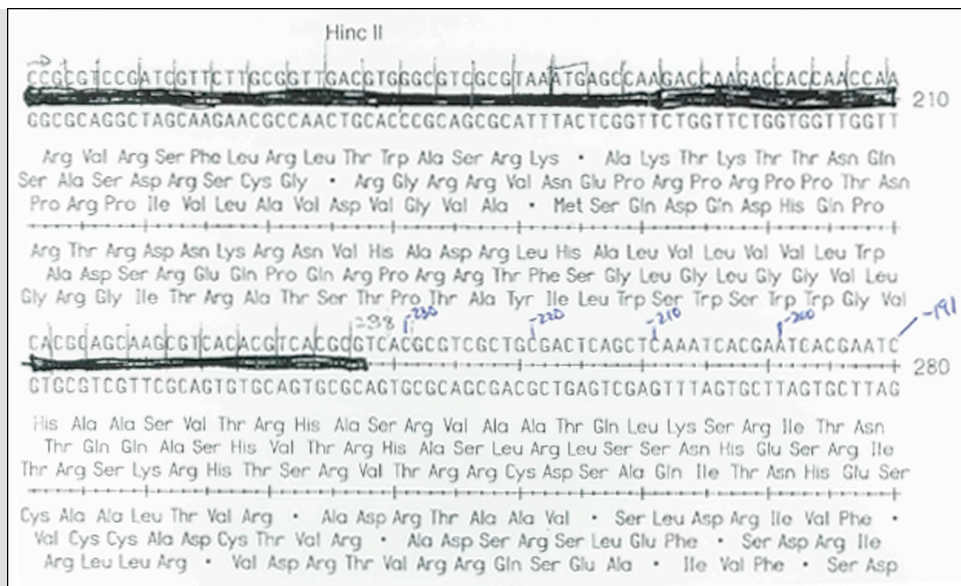 Hinc II
CCGCGTCCGATCGTTCTTGCGGTTGACGTGGGCGTCGCGTAAATGAGCCAAGACCAAGACCACCAACCAA
210
GGCGCAGGCTAGCAAGAACGCCAACTGCACCCGCAGCGCATTTACTCGGTTCTGGTTCTGGTGGTTGGTT
Arg Val Arg Ser Phe Leu Arg Leu Thr Trp Ala Ser Arg Lys • Ala Lys Thr Lys Thr Thr Asn Gln
Ser Ala Ser Asp Arg Ser Cys Gly • Arg Gly Arg Arg Val Asn Glu Pro Arg Pro Arg Pro Pro Thr Asn
Pro Arg Pro Ile Val Leu Ala Val Asp Val Gly Val Ala • Met Ser Gln Asp Gln Asp His Gln Pro
Arg Thr Arg Asp Asn Lys Arg Asn Val His Ala Asp Arg Leu His Ala Leu Val Leu Val Val Leu Trp
Ala Asp Ser Arg Glu Gln Pro Gln Arg Pro Arg Arg Thr Phe Ser Gly Leu Gly Leu Gly Gly Val Leu
Gly Arg Gly Ile Thr Arg Ala Thr Ser Thr Pro Thr Ala Tyr Ile Leu Trp Ser Trp Ser Trp Trp Gly Val
-238 -230 -220 -210 -200 -191
CACGCAGCAAGCGTCACACGTCACGCGTCACGCGTCGCTGCGACTCAGCTCAAATCACGAATCACGAATC
280
GTGCGTCGTTCGCAGTGTGCAGTGCGCAGTGCGCAGCGACGCTGAGTCGAGTTTAGTGCTTAGTGCTTAG
His Ala Ala Ser Val Thr Arg His Ala Ser Arg Val Ala Ala Thr Gln Leu Lys Ser Arg Ile Thr Asn
Thr Gln Gln Ala Ser His Val Thr Arg His Ala Ser Leu Arg Leu Ser Ser Asn His Glu Ser Arg Ile
Thr Arg Ser Lys Arg His Thr Ser Arg Val Thr Arg Arg Cys Asp Ser Ala Gln Ile Thr Asn His Glu Ser
Cys Ala Ala Leu Thr Val Arg • Ala Asp Arg Thr Ala Ala Val • Ser Leu Asp Arg Ile Val Phe •
Val Cys Cys Ala Asp Cys Thr Val Arg • Ala Asp Ser Arg Ser Leu Glu Phe • Ser Asp Arg Ile
Arg Leu Leu Arg • Val Asp Arg Thr Val Arg Arg Gln Ser Glu Ala • Ile Val Phe • Ser Asp